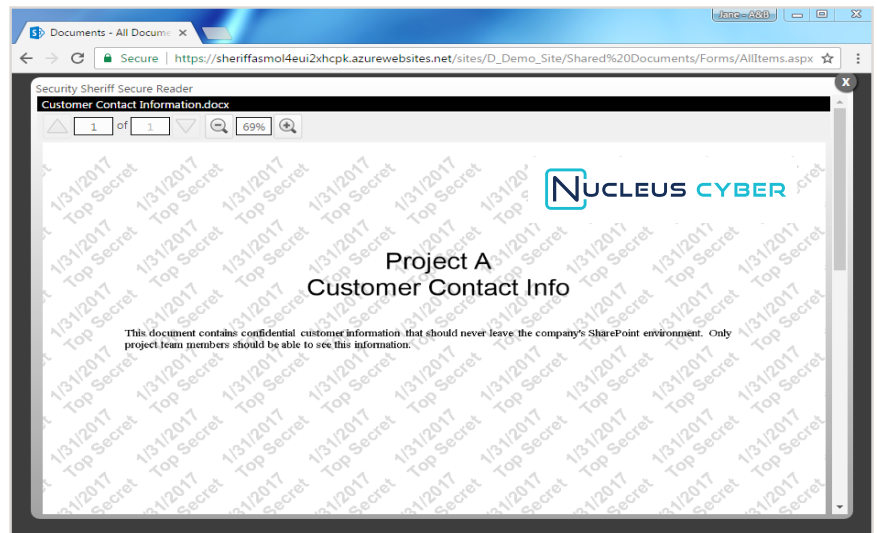 Jane - A&B
Documents - All Docume
Secure | https://sheriffasmol4eui2xhcpk.azurewebsites.net/sites/D_Demo_Site/Shared%20Documents/Forms/AllItems.aspx
Security Sheriff Secure Reader
X
Customer Contact Information.docx
1 of 1 69%
NUCLEUS CYBER
1/31/2017
Top Secret
Project A
Customer Contact Info
This document contains confidential customer information that should never leave the company's SharePoint environment. Only
project team members should be able to see this information.